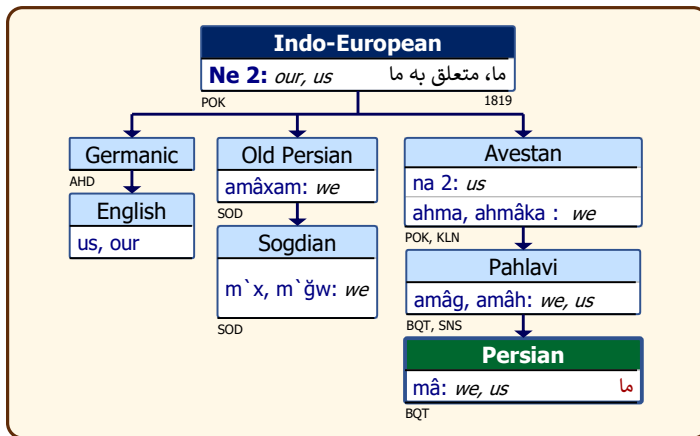 Indo-European
Ne 2: our, us ما، متعلق به ما
POK 1819
Germanic
AHD
English
us, our
Old Persian
amâxam: we
SOD
Sogdian
m`x, m`ğw: we
SOD
Avestan
na 2: us
ahma, ahmâka : we
POK, KLN
Pahlavi
amâg, amâh: we, us
BQT, SNS
Persian
mâ: we, us ما
BQT